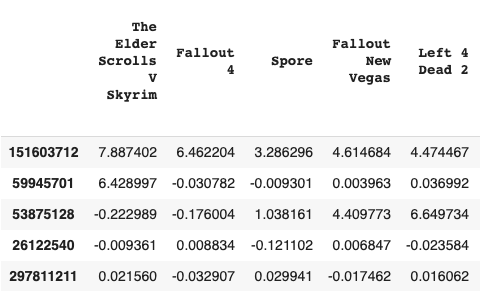 The Elder Scrolls V Skyrim Fallout 4 Spore Fallout New Vegas Left 4 Dead 2
151603712 7.887402 6.462204 3.286296 4.614684 4.474467
59945701 6.428997 -0.030782 -0.009301 0.003963 0.036992
53875128 -0.222989 -0.176004 1.038161 4.409773 6.649734
26122540 -0.009361 0.008834 -0.121102 0.006847 -0.023584
297811211 0.021560 -0.032907 0.029941 -0.017462 0.016062